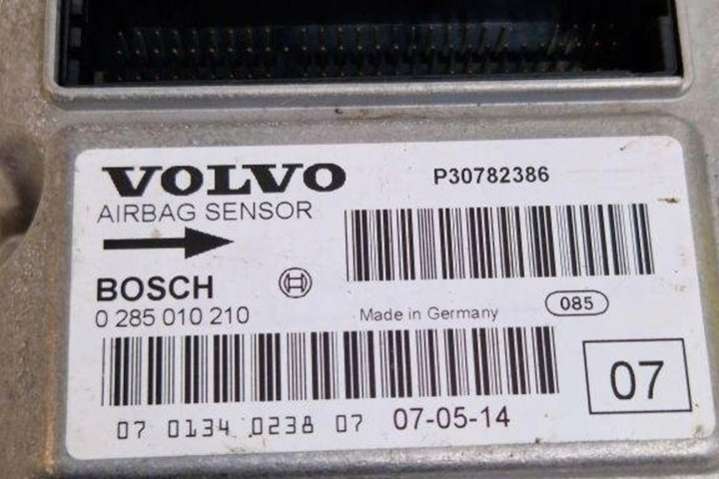 VOLVO P30782386
AIRBAG SENSOR
BOSCH
0 285 010 210 Made in Germany 085
07
07 0134 0238 07 07-05-14